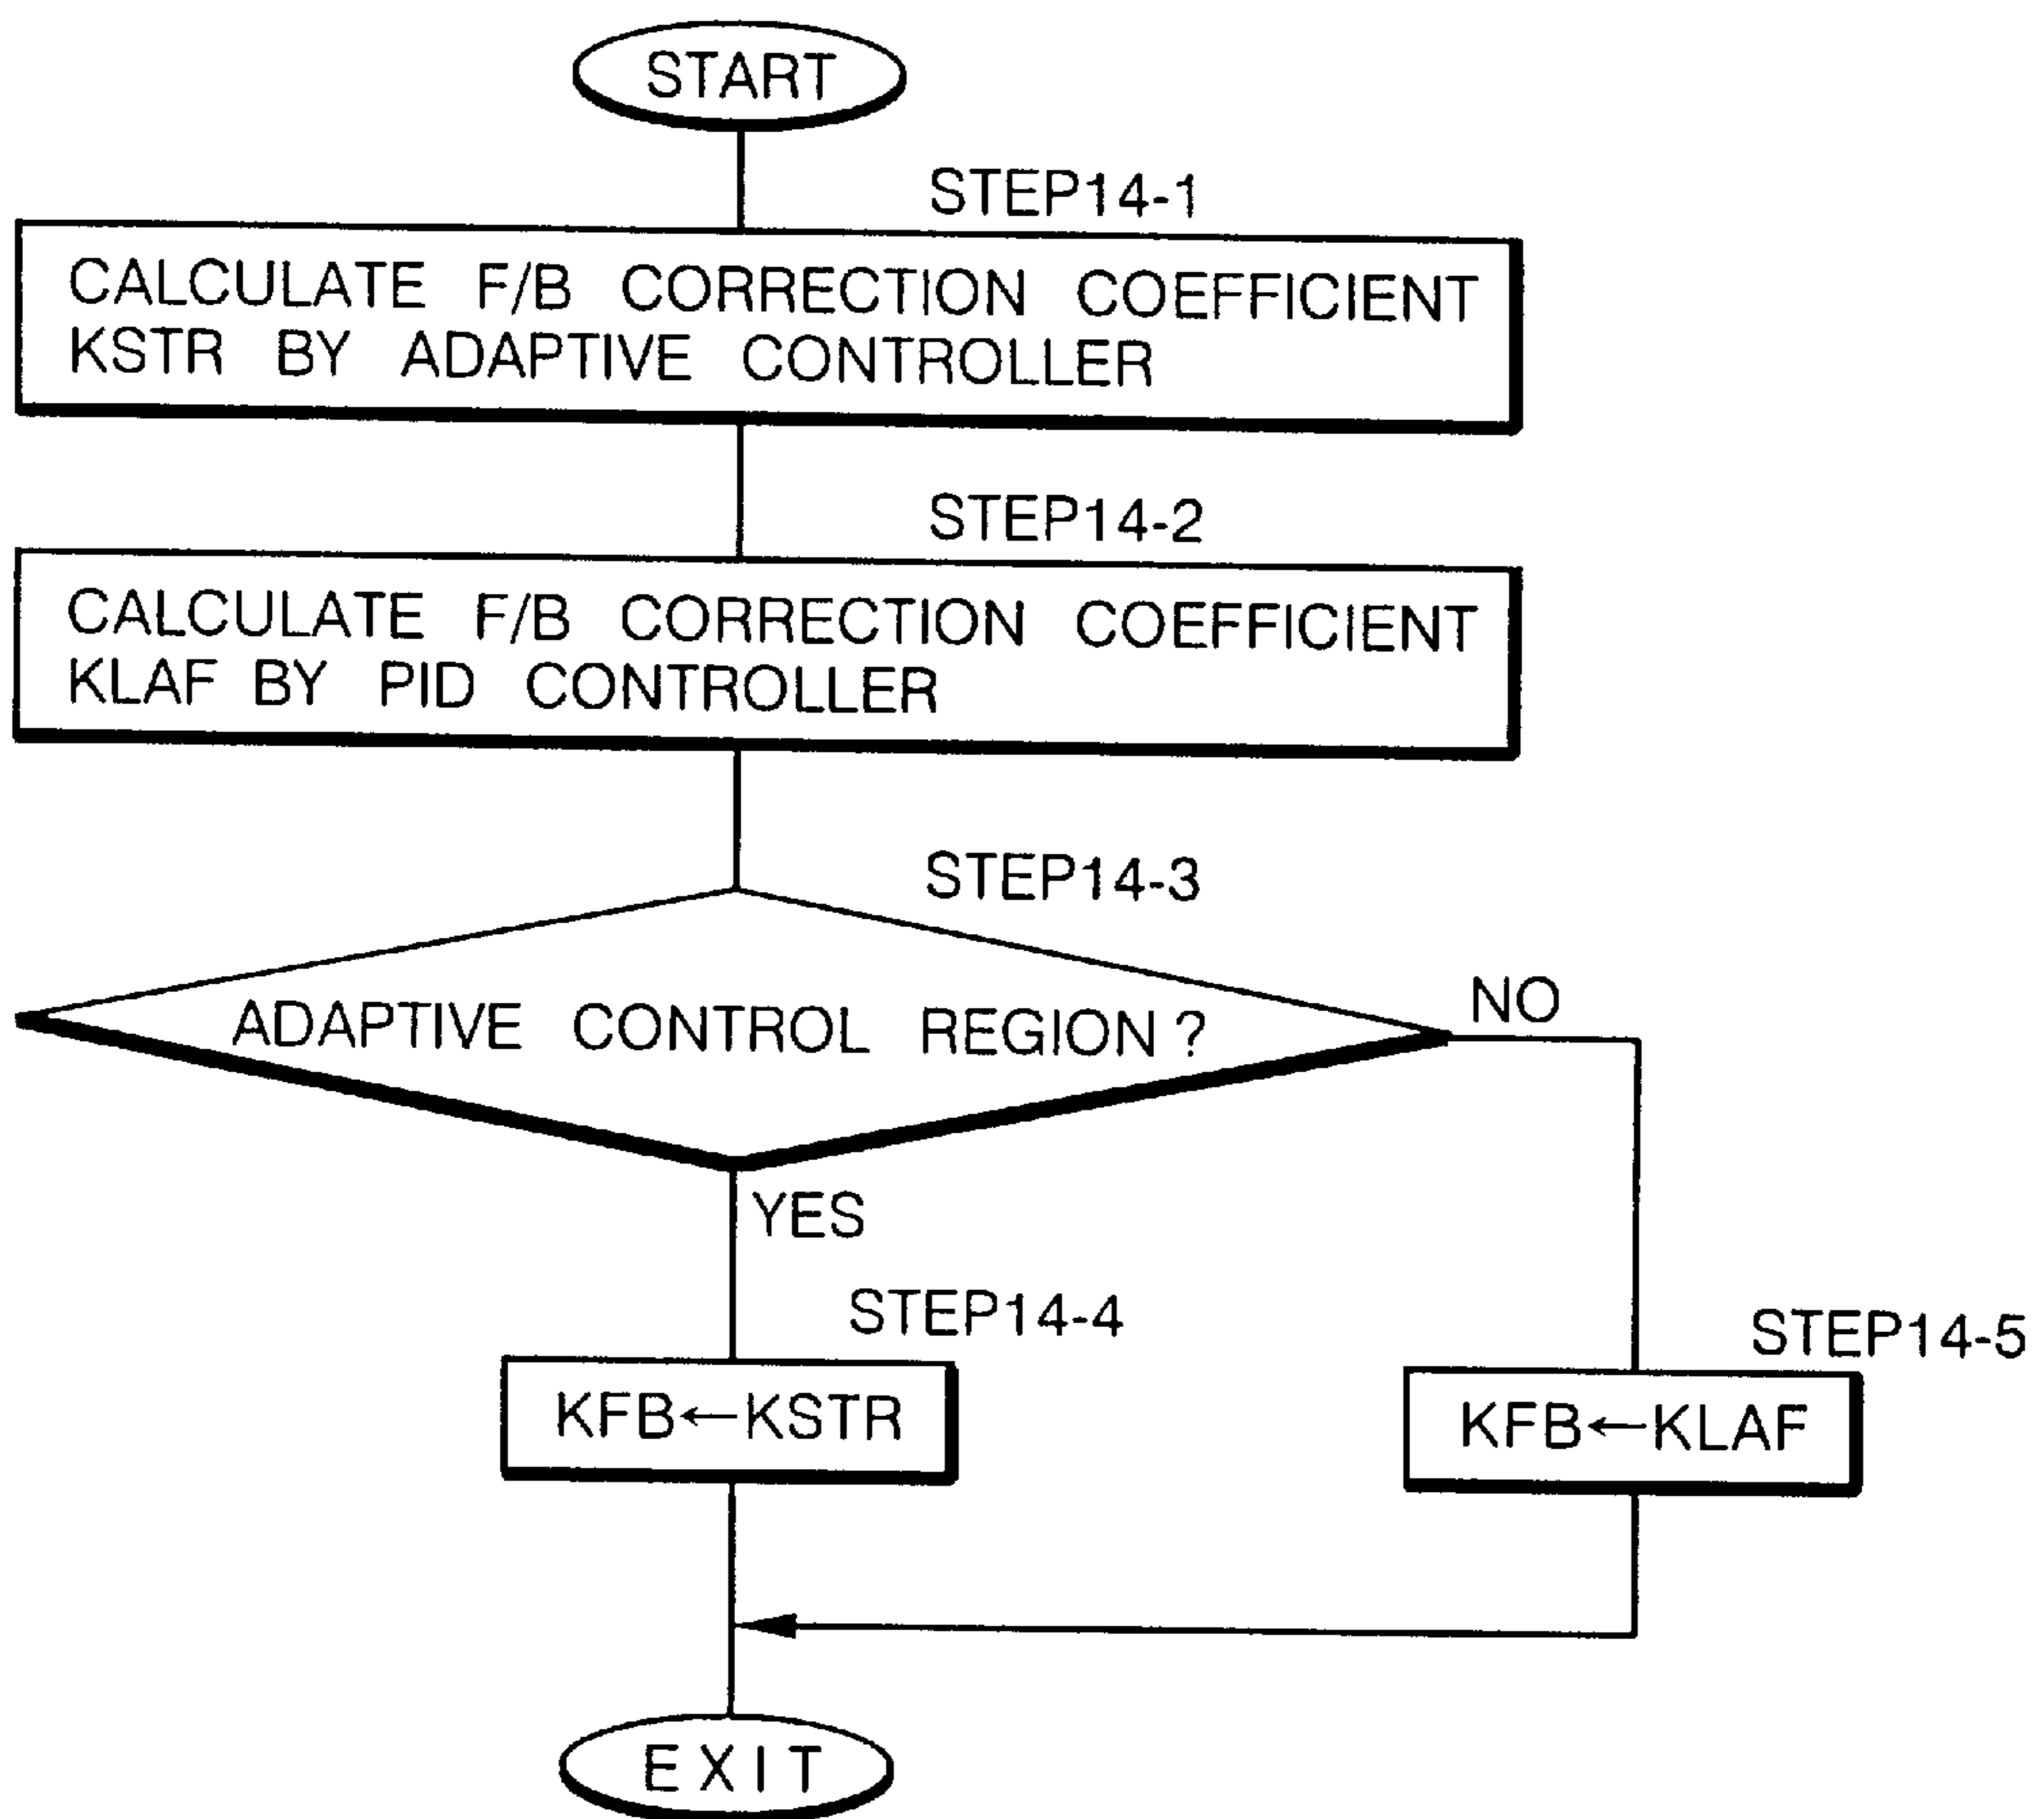 START
STEP14-1
CALCULATE F/B CORRECTION COEFFICIENT
KSTR BY ADAPTIVE CONTROLLER
STEP14-2
CALCULATE F/B CORRECTION COEFFICIENT
KLAF BY PID CONTROLLER
STEP14-3
ADAPTIVE CONTROL REGION?
NO
YES
STEP14-4
KFB←KSTR
STEP14-5
KFB←KLAF
EXIT